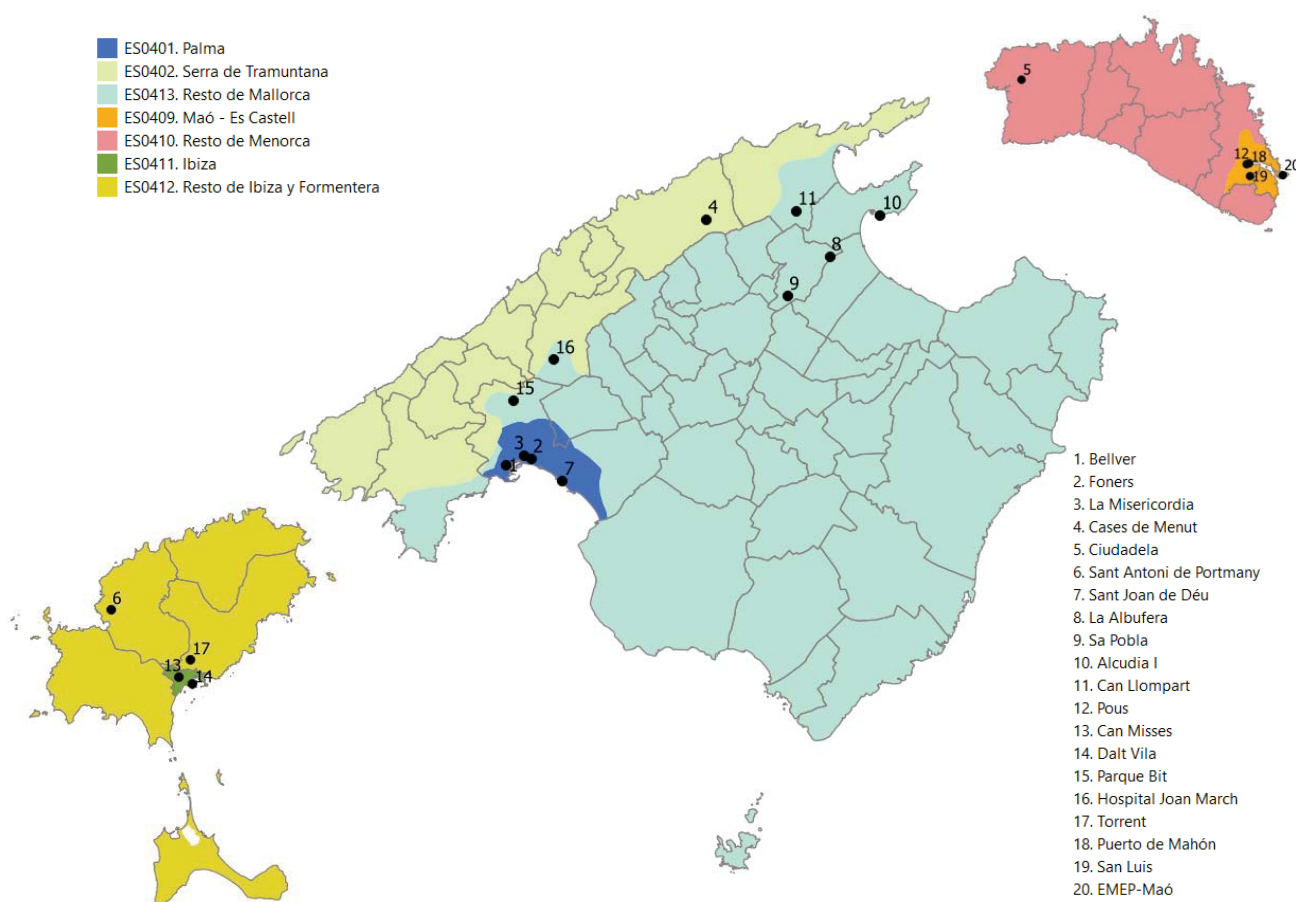 ES0401. Palma
ES0402. Serra de Tramuntana
ES0413. Resto de Mallorca
ES0409. Maó - Es Castell
ES0410. Resto de Menorca
ES0411. Ibiza
ES0412. Resto de Ibiza y Formentera
5
12
18
19
20
4
11
10
8
9
16
15
3
2
1
7
6
17
13
14
1. Bellver
2. Foners
3. La Misericordia
4. Cases de Menut
5. Ciudadela
6. Sant Antoni de Portmany
7. Sant Joan de Déu
8. La Albufera
9. Sa Pobla
10. Alcudia I
11. Can Llompart
12. Pous
13. Can Misses
14. Dalt Vila
15. Parque Bit
16. Hospital Joan March
17. Torrent
18. Puerto de Mahón
19. San Luis
20. EMEP-Maó